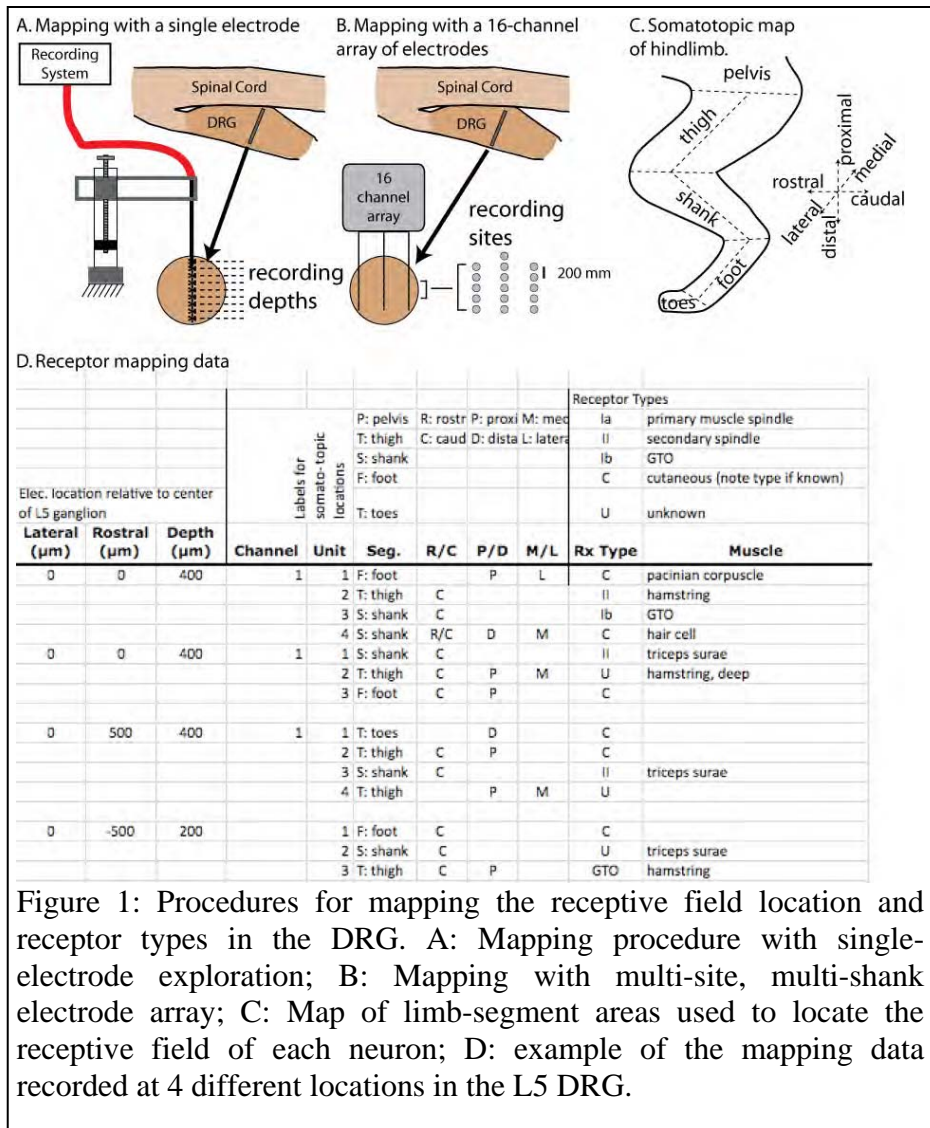 A. Mapping with a single electrode
Recording
System
Spinal Cord
DRG
recording
depths
B. Mapping with a 16-channel
array of electrodes
Spinal Cord
DRG
16
channel
array
recording
sites
200 mm
C. Somatotopic map
of hindlimb.
pelvis
thigh
shank
foot
toes
proximal
medial
rostral
caudal
lateral
distal
D. Receptor mapping data
Receptor Types
P: pelvis R: rostr P: proxi M: med Ia primary muscle spindle
T: thigh C: caud D: dista L: latera II secondary spindle
S: shank Ib GTO
F: foot C cutaneous (note type if known)
T: toes U unknown
Labels for
somato-topic
locations
Elec. location relative to center
of L5 ganglion
Lateral Rostral Depth
(µm) (µm) (µm) Channel Unit Seg. R/C P/D M/L Rx Type Muscle
0 0 400 1 1 F: foot P L C pacinian corpuscle
2 T: thigh C II hamstring
3 S: shank C Ib GTO
4 S: shank R/C D M C hair cell
0 0 400 1 1 S: shank C II triceps surae
2 T: thigh C P M U hamstring, deep
3 F: foot C P C
0 500 400 1 1 T: toes D C
2 T: thigh C P C
3 S: shank C II triceps surae
4 T: thigh P M U
0 -500 200 1 F: foot C C
2 S: shank C U triceps surae
3 T: thigh C P GTO hamstring
Figure 1: Procedures for mapping the receptive field location and
receptor types in the DRG. A: Mapping procedure with single-
electrode exploration; B: Mapping with multi-site, multi-shank
electrode array; C: Map of limb-segment areas used to locate the
receptive field of each neuron; D: example of the mapping data
recorded at 4 different locations in the L5 DRG.